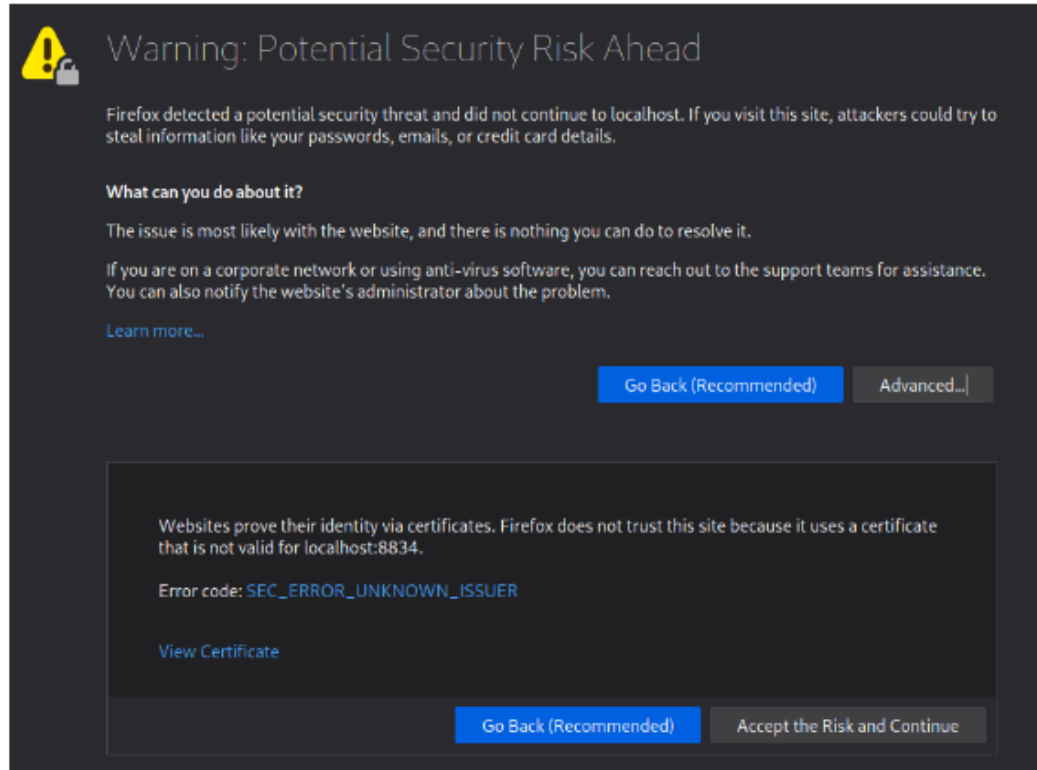 Warning: Potential Security Risk Ahead
Firefox detected a potential security threat and did not continue to localhost. If you visit this site, attackers could try to
steal information like your passwords, emails, or credit card details.
What can you do about it?
The issue is most likely with the website, and there is nothing you can do to resolve it.
If you are on a corporate network or using anti-virus software, you can reach out to the support teams for assistance.
You can also notify the website's administrator about the problem.
Learn more...
Go Back (Recommended) Advanced...
Websites prove their identity via certificates. Firefox does not trust this site because it uses a certificate
that is not valid for localhost:8834.
Error code: SEC_ERROR_UNKNOWN_ISSUER
View Certificate
Go Back (Recommended) Accept the Risk and Continue